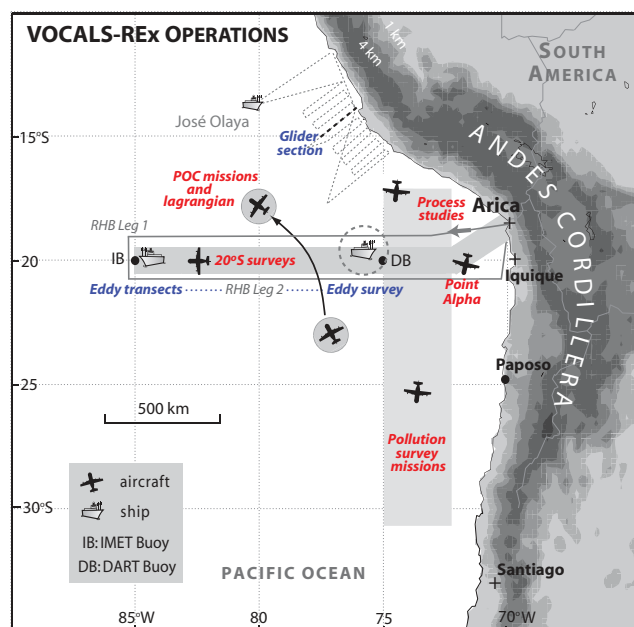 VOCALS-REx OPERATIONS
1 km
4 km
SOUTH
AMERICA
José Olaya
15°S
Glider
section
ANDES CORDILLERA
POC missions
and
lagrangian
Process
studies
Arica
RHB Leg 1
IB
20°S surveys
DB
20
Iquique
Eddy transects
RHB Leg 2
Eddy survey
Point
Alpha
Paposo
25
500 km
Pollution
survey
missions
aircraft
ship
IB: IMET Buoy
DB: DART Buoy
30°S
PACIFIC OCEAN
Santiago
85°W
80
75
70°W